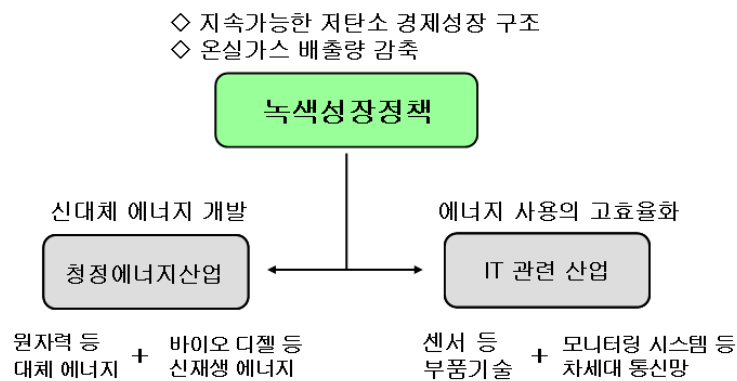 ◇ 지속가능한 저탄소 경제성장 구조
◇ 온실가스 배출량 감축
녹색성장정책
신대체 에너지 개발
에너지 사용의 고효율화
청정에너지산업
IT 관련 산업
원자력 등
대체 에너지
+
바이오 디젤 등
신재생 에너지
센서 등
부품기술
+
모니터링 시스템 등
차세대 통신망